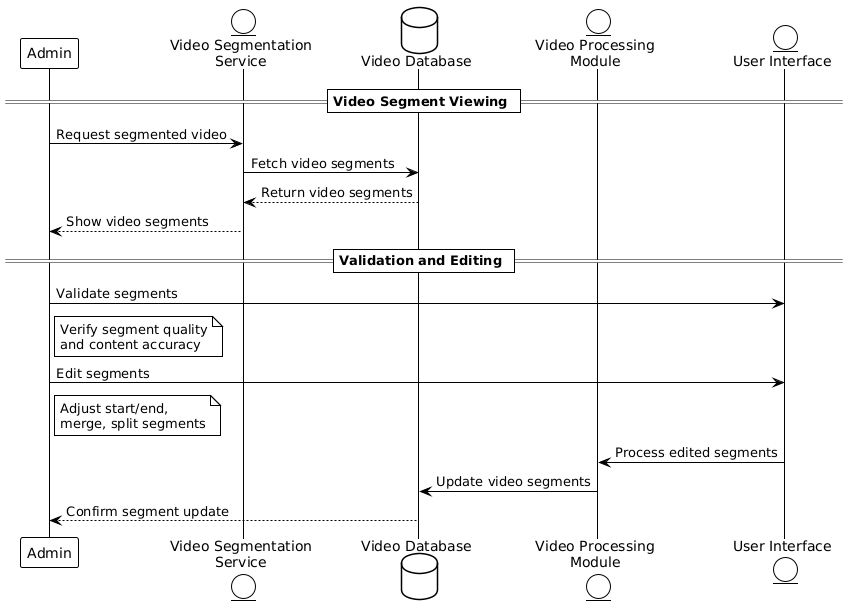 Admin
Video Segmentation
Service
Video Database
Video Processing
Module
User Interface
Video Segment Viewing
Request segmented video
Fetch video segments
Return video segments
Show video segments
Validation and Editing
Validate segments
Verify segment quality
and content accuracy
Edit segments
Adjust start/end,
merge, split segments
Process edited segments
Update video segments
Confirm segment update
Admin
Video Segmentation
Service
Video Database
Video Processing
Module
User Interface